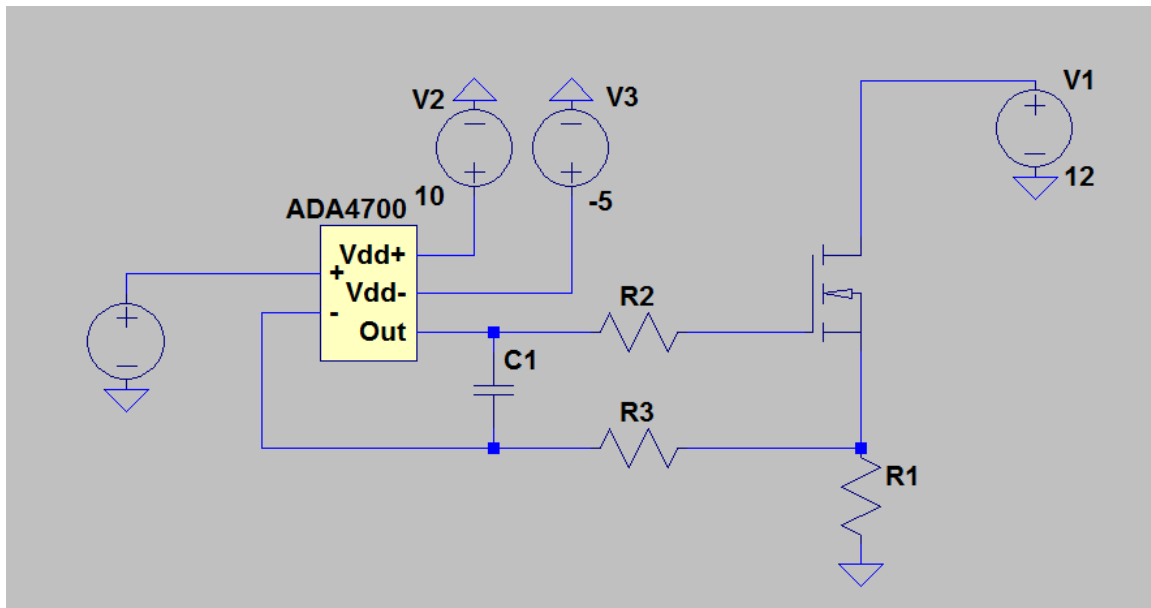 V2
V3
V1
10
-5
12
ADA4700
Vdd+
+
Vdd-
-
Out
R2
C1
R3
R1